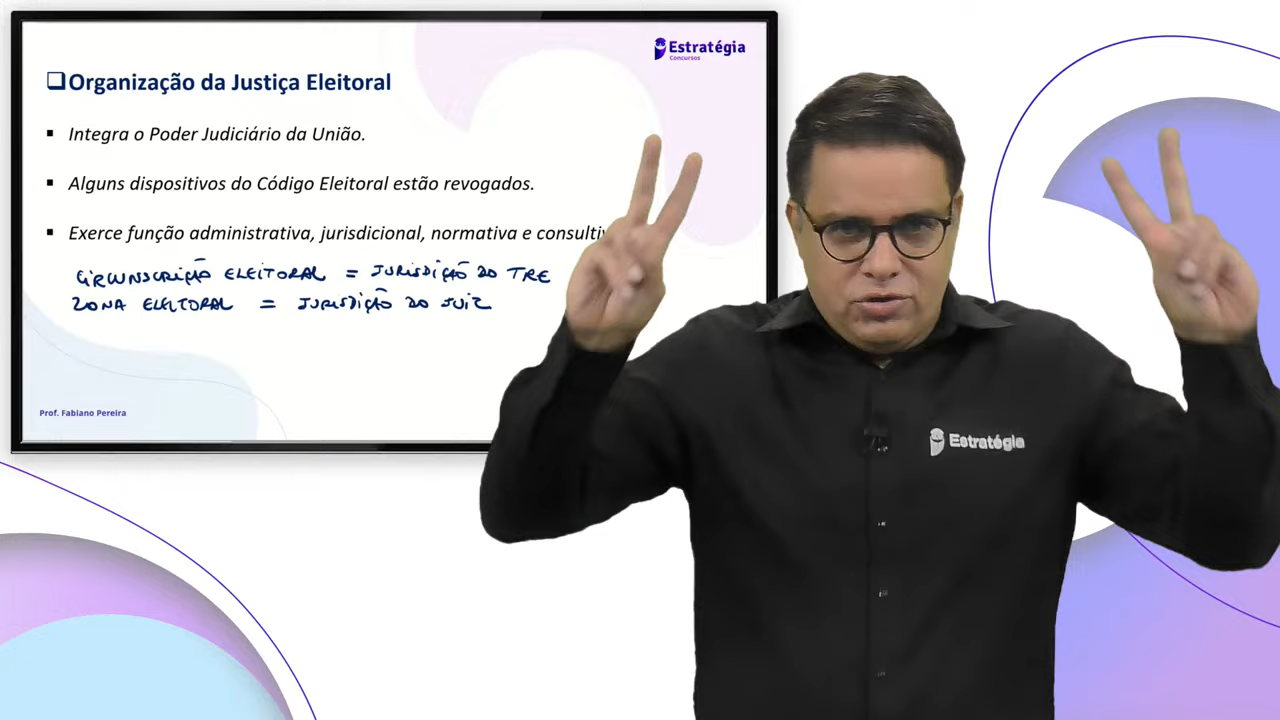 Estratégia
Concursos
Organização da Justiça Eleitoral
Integra o Poder Judiciário da União.
Alguns dispositivos do Código Eleitoral estão revogados.
Exerce função administrativa, jurisdicional, normativa e consultiv
CIRCUNSCRIÇÃO ELEITORAL = JURISDIÇÃO DO TRE
ZONA ELEITORAL = JURISDIÇÃO DO JUIZ
Prof. Fabiano Pereira
Estratégia